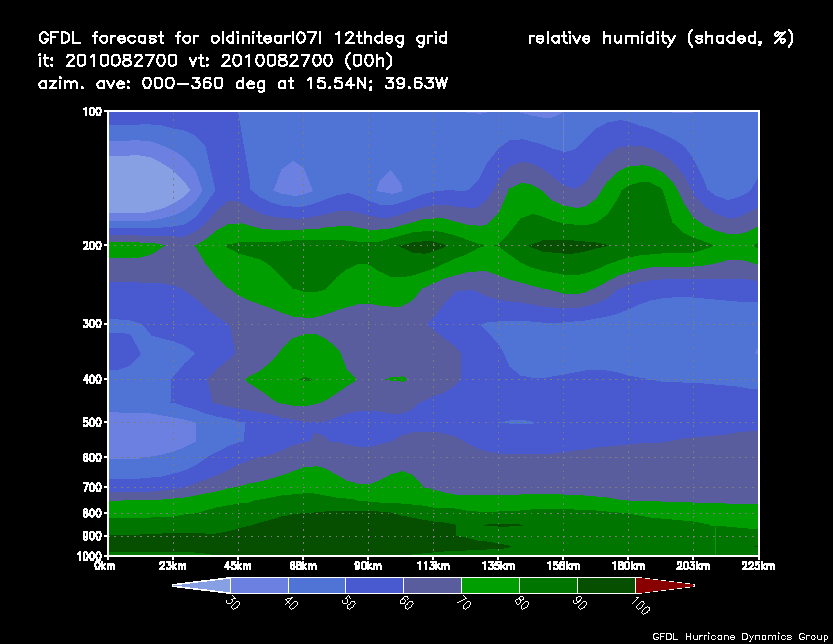 GFDL forecast for oldinitearl07l 12thdeg grid relative humidity (shaded, %)
it: 2010082700 vt: 2010082700 (00h)
azim. ave: 000-360 deg at 15.54N; 39.63W
100
200
300
400
500
600
700
800
900
1000
0km 23km 45km 68km 90km 113km 135km 158km 180km 203km 225km
30 40 50 60 70 80 90 100
GFDL Hurricane Dynamics Group